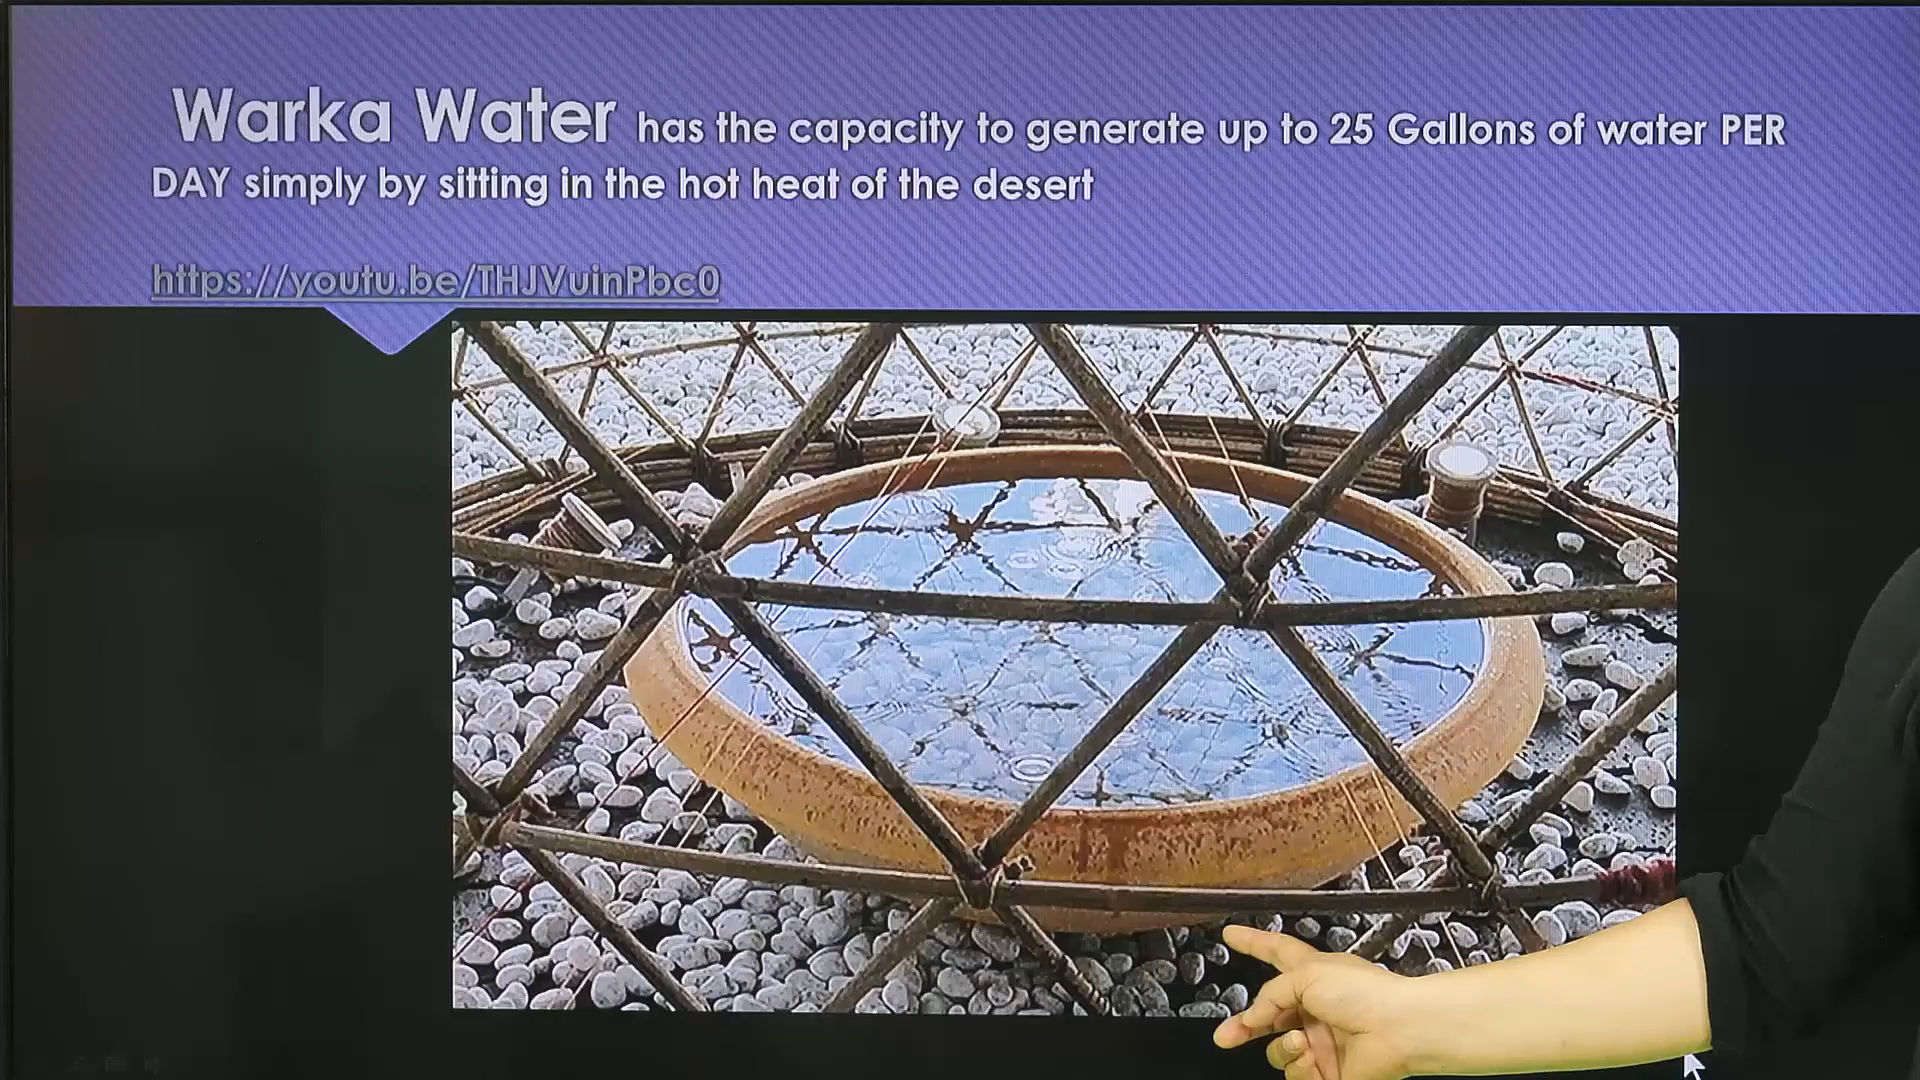 Warka Water has the capacity to generate up to 25 Gallons of water PER
DAY simply by sitting in the hot heat of the desert
https://youtu.be/THJVuinPbc0